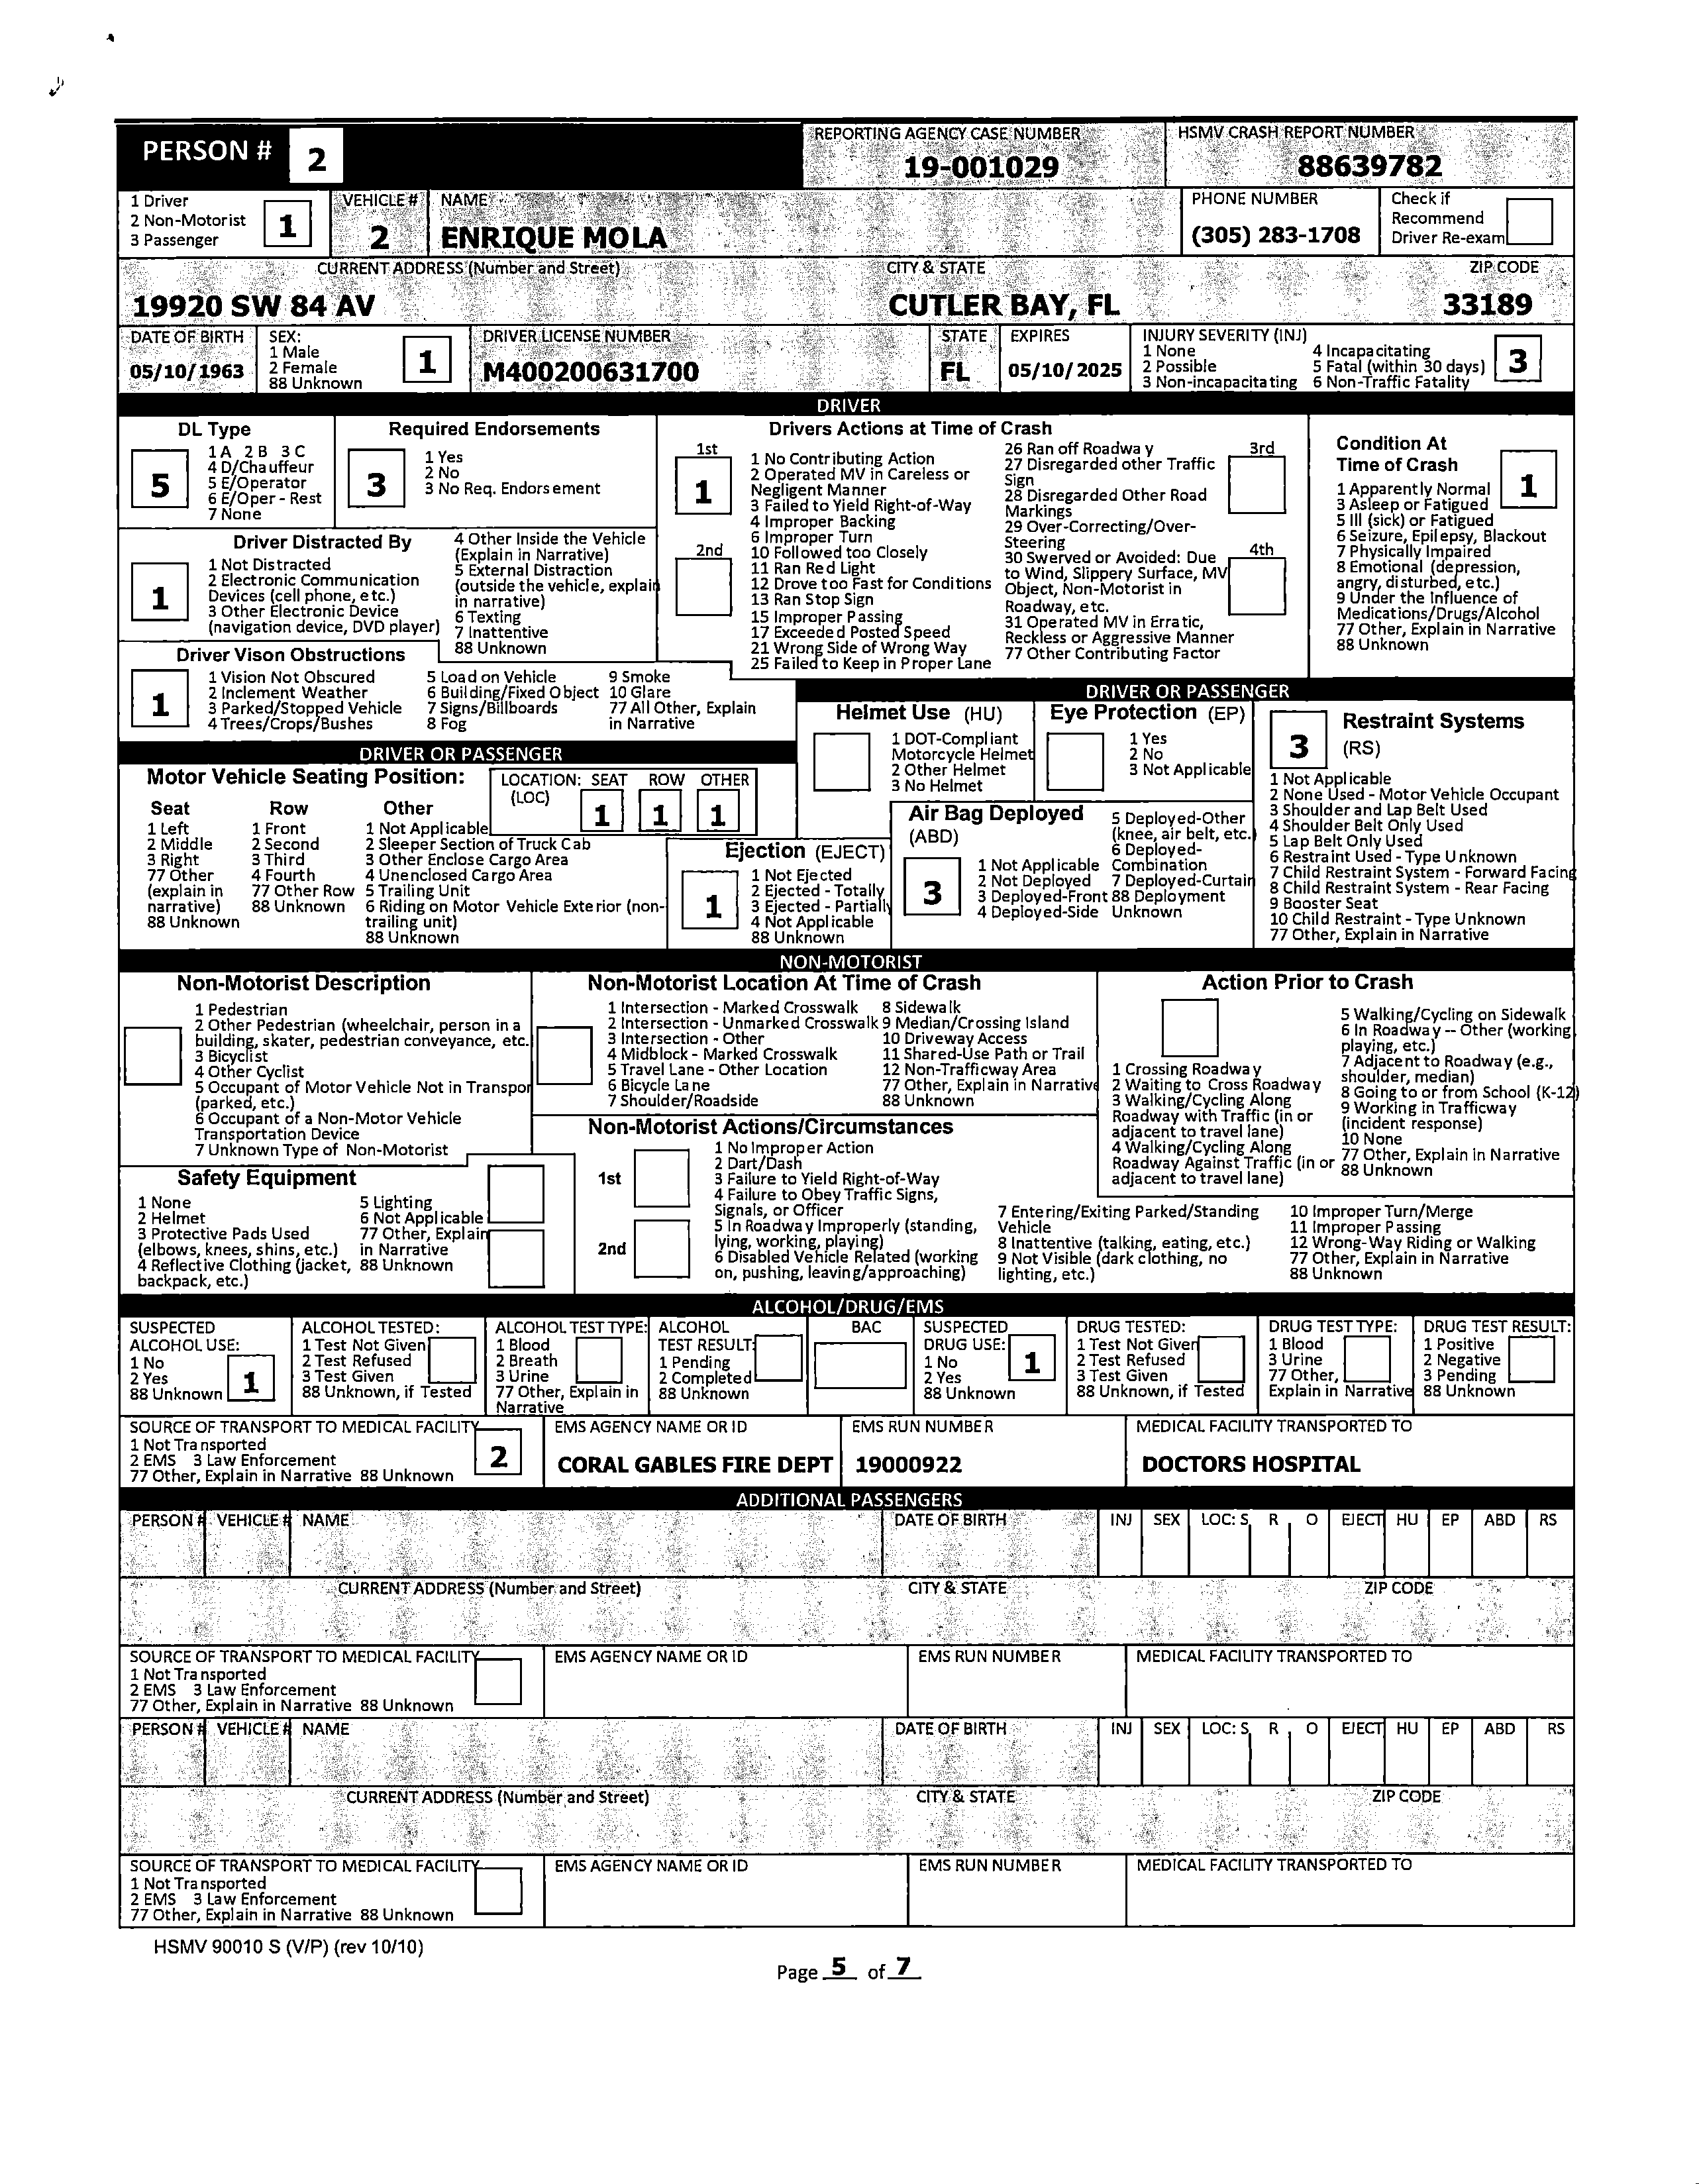 PERSON # 2
REPORTING AGENCY CASE NUMBER
19-001029
HSMV CRASH REPORT NUMBER
88639782
1 Driver
2 Non-Motorist
3 Passenger
1
VEHICLE #
2
NAME
ENRIQUE MOLA
PHONE NUMBER
(305) 283-1708
Check if
Recommend
Driver Re-exam
CURRENT ADDRESS (Number and Street)
19920 SW 84 AV
CITY & STATE
CUTLER BAY, FL
ZIP CODE
33189
DATE OF BIRTH
05/10/1963
SEX:
1 Male
2 Female
88 Unknown
1
DRIVER LICENSE NUMBER
M400200631700
STATE
FL
EXPIRES
05/10/2025
INJURY SEVERITY (INJ)
1 None
2 Possible
3 Non-incapacitating
4 Incapacitating
5 Fatal (within 30 days)
6 Non-Traffic Fatality
3
DRIVER
DL Type
5
1 A 2 B 3 C
4 D/Chauffeur
5 E/Operator
6 E/Oper - Rest
7 None
Required Endorsements
3
1 Yes
2 No
3 No Req. Endorsement
Drivers Actions at Time of Crash
1st
1
2nd
1 No Contributing Action
2 Operated MV in Careless or
Negligent Manner
3 Failed to Yield Right-of-Way
4 Improper Backing
6 Improper Turn
10 Followed too Closely
11 Ran Red Light
12 Drove too Fast for Conditions
13 Ran Stop Sign
15 Improper Passing
17 Exceeded Posted Speed
21 Wrong Side of Wrong Way
25 Failed to Keep in Proper Lane
26 Ran off Roadway
27 Disregarded other Traffic
Sign
28 Disregarded Other Road
Markings
29 Over-Correcting/Over-
Steering
30 Swerved or Avoided: Due
to Wind, Slippery Surface, MV
Object, Non-Motorist in
Roadway, etc.
31 Operated MV in Erratic,
Reckless or Aggressive Manner
77 Other Contributing Factor
3rd
4th
Condition At
Time of Crash
1
1 Apparently Normal
3 Asleep or Fatigued
5 Ill (sick) or Fatigued
6 Seizure, Epilepsy, Blackout
7 Physically Impaired
8 Emotional (depression,
angry, disturbed, etc.)
9 Under the Influence of
Medications/Drugs/Alcohol
77 Other, Explain in Narrative
88 Unknown
Driver Distracted By
1
1 Not Distracted
2 Electronic Communication
Devices (cell phone, etc.)
3 Other Electronic Device
(navigation device, DVD player)
4 Other Inside the Vehicle
(Explain in Narrative)
5 External Distraction
(outside the vehicle, explain
in narrative)
6 Texting
7 Inattentive
88 Unknown
Driver Vison Obstructions
1
1 Vision Not Obscured
2 Inclement Weather
3 Parked/Stopped Vehicle
4 Trees/Crops/Bushes
5 Load on Vehicle
6 Building/Fixed Object
7 Signs/Billboards
8 Fog
9 Smoke
10 Glare
77 All Other, Explain
in Narrative
DRIVER OR PASSENGER
Helmet Use (HU)
1 DOT-Compliant
Motorcycle Helmet
2 Other Helmet
3 No Helmet
Eye Protection (EP)
1 Yes
2 No
3 Not Applicable
3
Restraint Systems
(RS)
1 Not Applicable
2 None Used - Motor Vehicle Occupant
3 Shoulder and Lap Belt Used
4 Shoulder Belt Only Used
5 Lap Belt Only Used
6 Restraint Used - Type Unknown
7 Child Restraint System - Forward Facing
8 Child Restraint System - Rear Facing
9 Booster Seat
10 Child Restraint - Type Unknown
77 Other, Explain in Narrative
DRIVER OR PASSENGER
Motor Vehicle Seating Position:
LOCATION: SEAT ROW OTHER
(LOC) 1 1 1
Seat
1 Left
2 Middle
3 Right
77 Other
(explain in
narrative)
88 Unknown
Row
1 Front
2 Second
3 Third
4 Fourth
77 Other Row
88 Unknown
Other
1 Not Applicable
2 Sleeper Section of Truck Cab
3 Other Enclose Cargo Area
4 Unenclosed Cargo Area
5 Trailing Unit
6 Riding on Motor Vehicle Exterior (non-
trailing unit)
88 Unknown
Ejection (EJECT)
1
1 Not Ejected
2 Ejected - Totally
3 Ejected - Partially
4 Not Applicable
88 Unknown
Air Bag Deployed
(ABD)
3
1 Not Applicable
2 Not Deployed
3 Deployed-Front
4 Deployed-Side
5 Deployed-Other
(knee, air belt, etc.)
6 Deployed-
Combination
7 Deployed-Curtain
88 Deployment
Unknown
NON-MOTORIST
Non-Motorist Description
1 Pedestrian
2 Other Pedestrian (wheelchair, person in a
building, skater, pedestrian conveyance, etc.
3 Bicyclist
4 Other Cyclist
5 Occupant of Motor Vehicle Not in Transpor
(parked, etc.)
6 Occupant of a Non-Motor Vehicle
Transportation Device
7 Unknown Type of Non-Motorist
Non-Motorist Location At Time of Crash
1 Intersection - Marked Crosswalk
2 Intersection - Unmarked Crosswalk
3 Intersection - Other
4 Midblock - Marked Crosswalk
5 Travel Lane - Other Location
6 Bicycle Lane
7 Shoulder/Roadside
8 Sidewalk
9 Median/Crossing Island
10 Driveway Access
11 Shared-Use Path or Trail
12 Non-Trafficway Area
77 Other, Explain in Narrative
88 Unknown
Action Prior to Crash
1 Crossing Roadway
2 Waiting to Cross Roadway
3 Walking/Cycling Along
Roadway with Traffic (in or
adjacent to travel lane)
4 Walking/Cycling Along
Roadway Against Traffic (in or
adjacent to travel lane)
5 Walking/Cycling on Sidewalk
6 In Roadway -- Other (working
playing, etc.)
7 Adjacent to Roadway (e.g.,
shoulder, median)
8 Going to or from School (K-12)
9 Working in Trafficway
(incident response)
10 None
77 Other, Explain in Narrative
88 Unknown
Safety Equipment
1 None
2 Helmet
3 Protective Pads Used
(elbows, knees, shins, etc.)
4 Reflective Clothing (jacket,
backpack, etc.)
5 Lighting
6 Not Applicable
77 Other, Explain
in Narrative
88 Unknown
Non-Motorist Actions/Circumstances
1st
2nd
1 No Improper Action
2 Dart/Dash
3 Failure to Yield Right-of-Way
4 Failure to Obey Traffic Signs,
Signals, or Officer
5 In Roadway Improperly (standing,
lying, working, playing)
6 Disabled Vehicle Related (working
on, pushing, leaving/approaching)
7 Entering/Exiting Parked/Standing
Vehicle
8 Inattentive (talking, eating, etc.)
9 Not Visible (dark clothing, no
lighting, etc.)
10 Improper Turn/Merge
11 Improper Passing
12 Wrong-Way Riding or Walking
77 Other, Explain in Narrative
88 Unknown
ALCOHOL/DRUG/EMS
SUSPECTED
ALCOHOL USE:
1 No
2 Yes
88 Unknown
1
ALCOHOL TESTED:
1 Test Not Given
2 Test Refused
3 Test Given
88 Unknown, if Tested
ALCOHOL TEST TYPE:
1 Blood
2 Breath
3 Urine
77 Other, Explain in
Narrative
ALCOHOL
TEST RESULT:
1 Pending
2 Completed
88 Unknown
BAC
SUSPECTED
DRUG USE:
1 No
2 Yes
88 Unknown
1
DRUG TESTED:
1 Test Not Given
2 Test Refused
3 Test Given
88 Unknown, if Tested
DRUG TEST TYPE:
1 Blood
3 Urine
77 Other,
Explain in Narrative
DRUG TEST RESULT:
1 Positive
2 Negative
3 Pending
88 Unknown
SOURCE OF TRANSPORT TO MEDICAL FACILITY
1 Not Transported
2 EMS 3 Law Enforcement
77 Other, Explain in Narrative 88 Unknown
2
EMS AGENCY NAME OR ID
CORAL GABLES FIRE DEPT
EMS RUN NUMBER
19000922
MEDICAL FACILITY TRANSPORTED TO
DOCTORS HOSPITAL
ADDITIONAL PASSENGERS
PERSON # VEHICLE # NAME DATE OF BIRTH INJ SEX LOC: S R O EJECT HU EP ABD RS
CURRENT ADDRESS (Number and Street) CITY & STATE ZIP CODE
SOURCE OF TRANSPORT TO MEDICAL FACILITY
1 Not Transported
2 EMS 3 Law Enforcement
77 Other, Explain in Narrative 88 Unknown
EMS AGENCY NAME OR ID
EMS RUN NUMBER
MEDICAL FACILITY TRANSPORTED TO
PERSON # VEHICLE # NAME DATE OF BIRTH INJ SEX LOC: S R O EJECT HU EP ABD RS
CURRENT ADDRESS (Number and Street) CITY & STATE ZIP CODE
SOURCE OF TRANSPORT TO MEDICAL FACILITY
1 Not Transported
2 EMS 3 Law Enforcement
77 Other, Explain in Narrative 88 Unknown
EMS AGENCY NAME OR ID
EMS RUN NUMBER
MEDICAL FACILITY TRANSPORTED TO
HSMV 90010 S (V/P) (rev 10/10)
Page 5 of 7